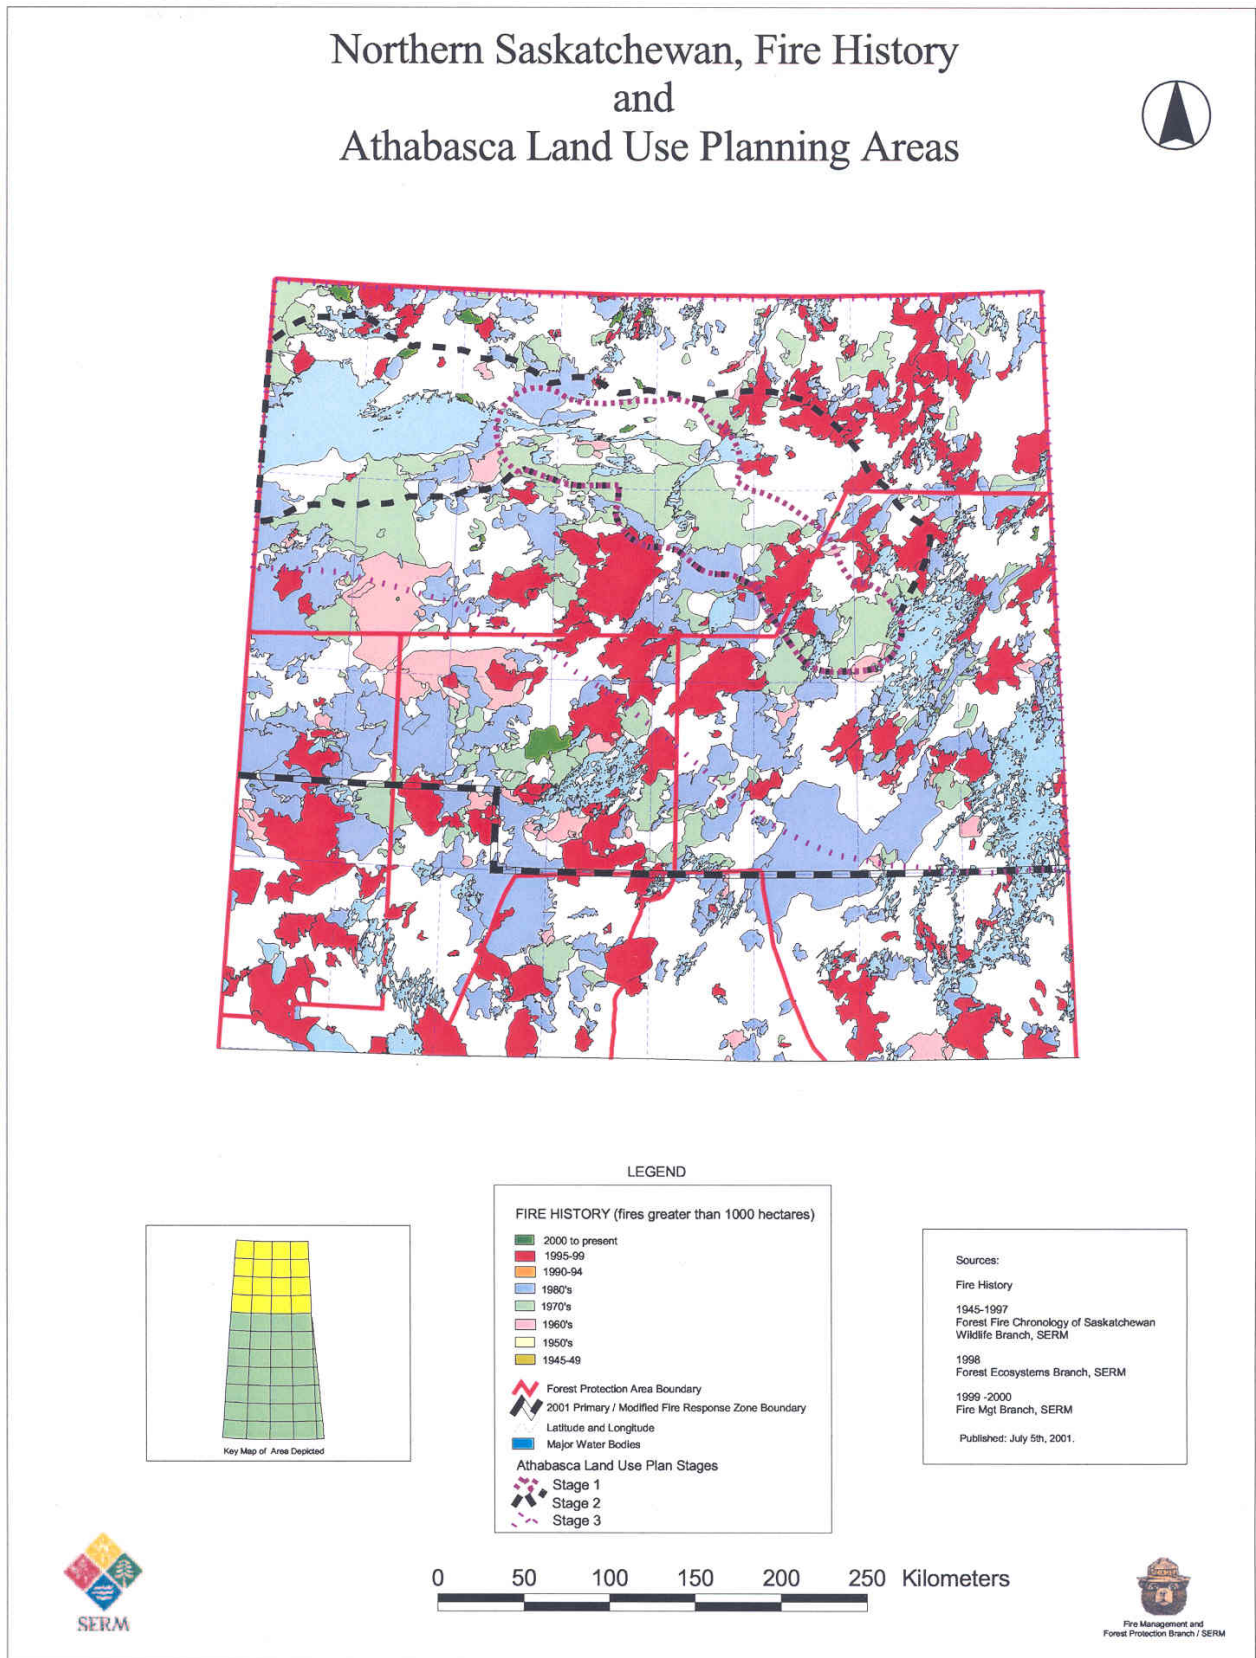 Northern Saskatchewan, Fire History
and
Athabasca Land Use Planning Areas
LEGEND
FIRE HISTORY (fires greater than 1000 hectares)
2000 to present
1995-99
1990-94
1980's
1970's
1960's
1950's
1945-49
Forest Protection Area Boundary
2001 Primary / Modified Fire Response Zone Boundary
Latitude and Longitude
Major Water Bodies
Athabasca Land Use Plan Stages
Stage 1
Stage 2
Stage 3
Key Map of Area Depicted
Sources:
Fire History
1945-1997
Forest Fire Chronology of Saskatchewan
Wildlife Branch, SERM
1998
Forest Ecosystems Branch, SERM
1999 -2000
Fire Mgt Branch, SERM
Published: July 5th, 2001.
SERM
0 50 100 150 200 250 Kilometers
Fire Management and
Forest Protection Branch / SERM